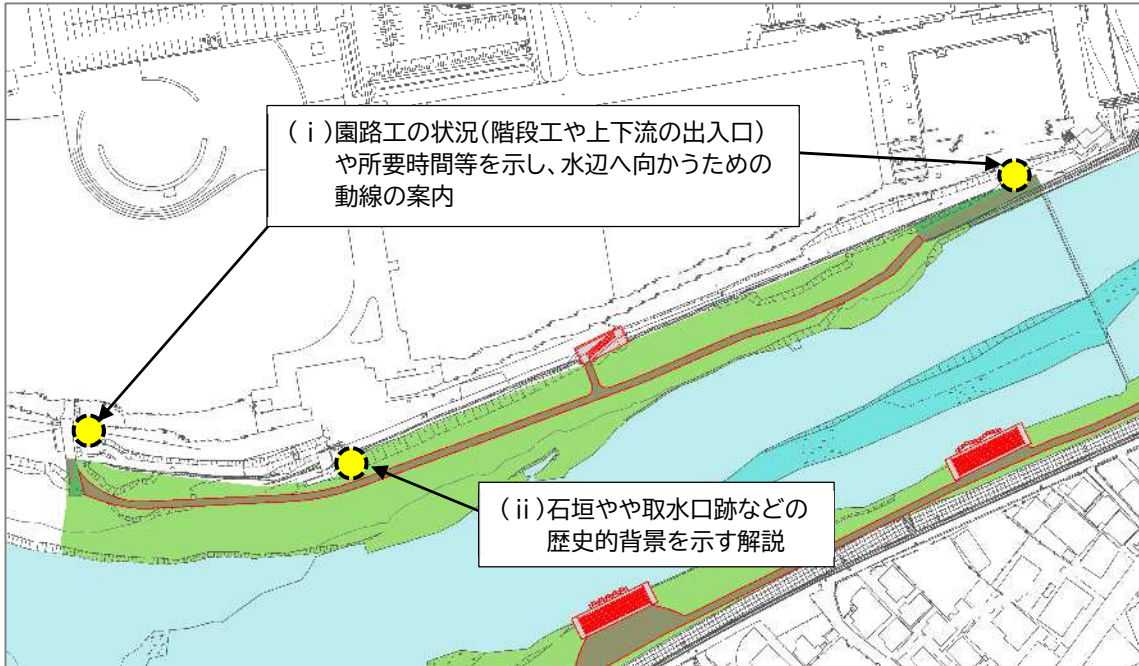 (ⅰ)園路工の状況(階段工や上下流の出入口)
や所要時間等を示し、水辺へ向かうための
動線の案内
(ⅱ)石垣やや取水口跡などの
歴史的背景を示す解説